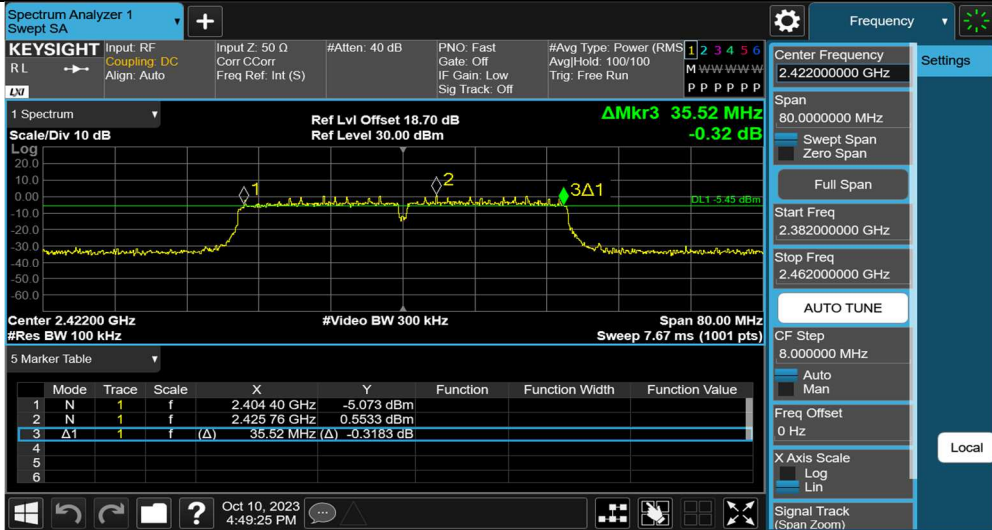 Spectrum Analyzer 1
Swept SA
Frequency
KEYSIGHT
RL
LXI
Input: RF
Coupling: DC
Align: Auto
Input Z: 50 Ω
Corr CCorr
Freq Ref: Int (S)
#Atten: 40 dB
PNO: Fast
Gate: Off
IF Gain: Low
Sig Track: Off
#Avg Type: Power (RMS
Avg|Hold: 100/100
Trig: Free Run
1 2 3 4 5 6
M W W W W W
P P P P P P
Center Frequency
2.422000000 GHz
Settings
Span
80.0000000 MHz
Swept Span
Zero Span
Full Span
Start Freq
2.382000000 GHz
Stop Freq
2.462000000 GHz
AUTO TUNE
CF Step
8.000000 MHz
Auto
Man
Freq Offset
0 Hz
X Axis Scale
Log
Lin
Signal Track
(Span Zoom)
Local
1 Spectrum
Scale/Div 10 dB
Ref Lvl Offset 18.70 dB
Ref Level 30.00 dBm
ΔMkr3 35.52 MHz
-0.32 dB
Log
20.0
10.0
0.00
-10.0
-20.0
-30.0
-40.0
-50.0
-60.0
1
2
3Δ1
DL1 -5.45 dBm
Center 2.42200 GHz
#Res BW 100 kHz
#Video BW 300 kHz
Span 80.00 MHz
Sweep 7.67 ms (1001 pts)
5 Marker Table
Mode Trace Scale X Y Function Function Width Function Value
1 N 1 f 2.404 40 GHz -5.073 dBm
2 N 1 f 2.425 76 GHz 0.5533 dBm
3 Δ1 1 f (Δ) 35.52 MHz (Δ) -0.3183 dB
4
5
6
?
Oct 10, 2023
4:49:25 PM